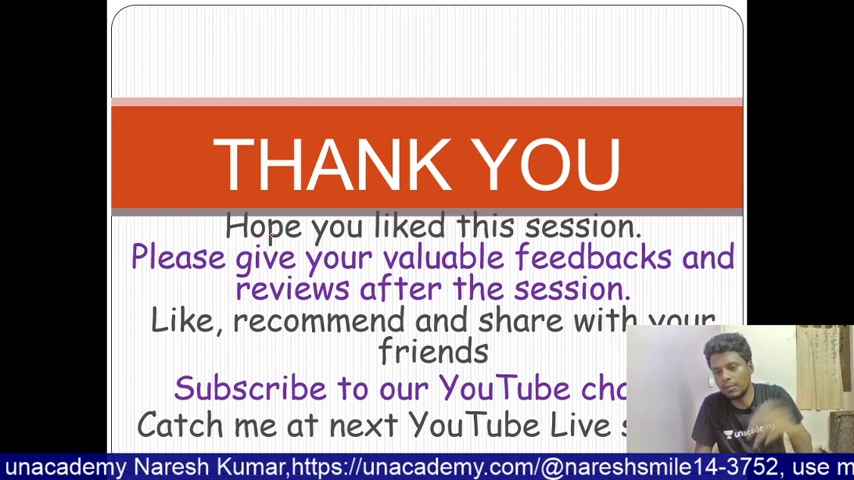 THANK YOU
Hope you liked this session.
Please give your valuable feedbacks and
reviews after the session.
Like, recommend and share with your
friends
Subscribe to our YouTube
Catch me at next YouTube Live
unacademy
unacademy Naresh Kumar,https://unacademy.com/@nareshsmile14-3752, use